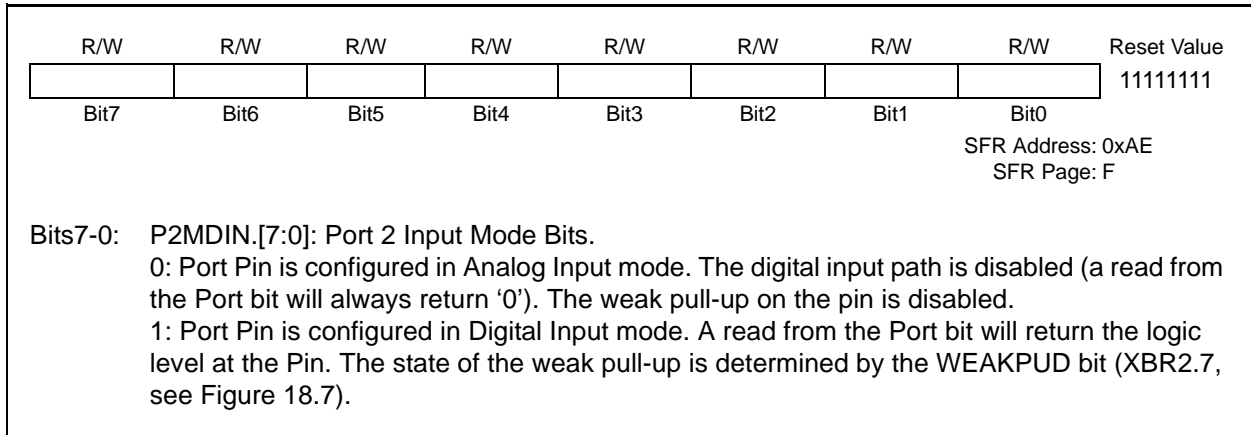 R/W R/W R/W R/W R/W R/W R/W R/W Reset Value
11111111
Bit7 Bit6 Bit5 Bit4 Bit3 Bit2 Bit1 Bit0
SFR Address: 0xAE
SFR Page: F
Bits7-0: P2MDIN.[7:0]: Port 2 Input Mode Bits.
0: Port Pin is configured in Analog Input mode. The digital input path is disabled (a read from
the Port bit will always return ‘0’). The weak pull-up on the pin is disabled.
1: Port Pin is configured in Digital Input mode. A read from the Port bit will return the logic
level at the Pin. The state of the weak pull-up is determined by the WEAKPUD bit (XBR2.7,
see Figure 18.7).